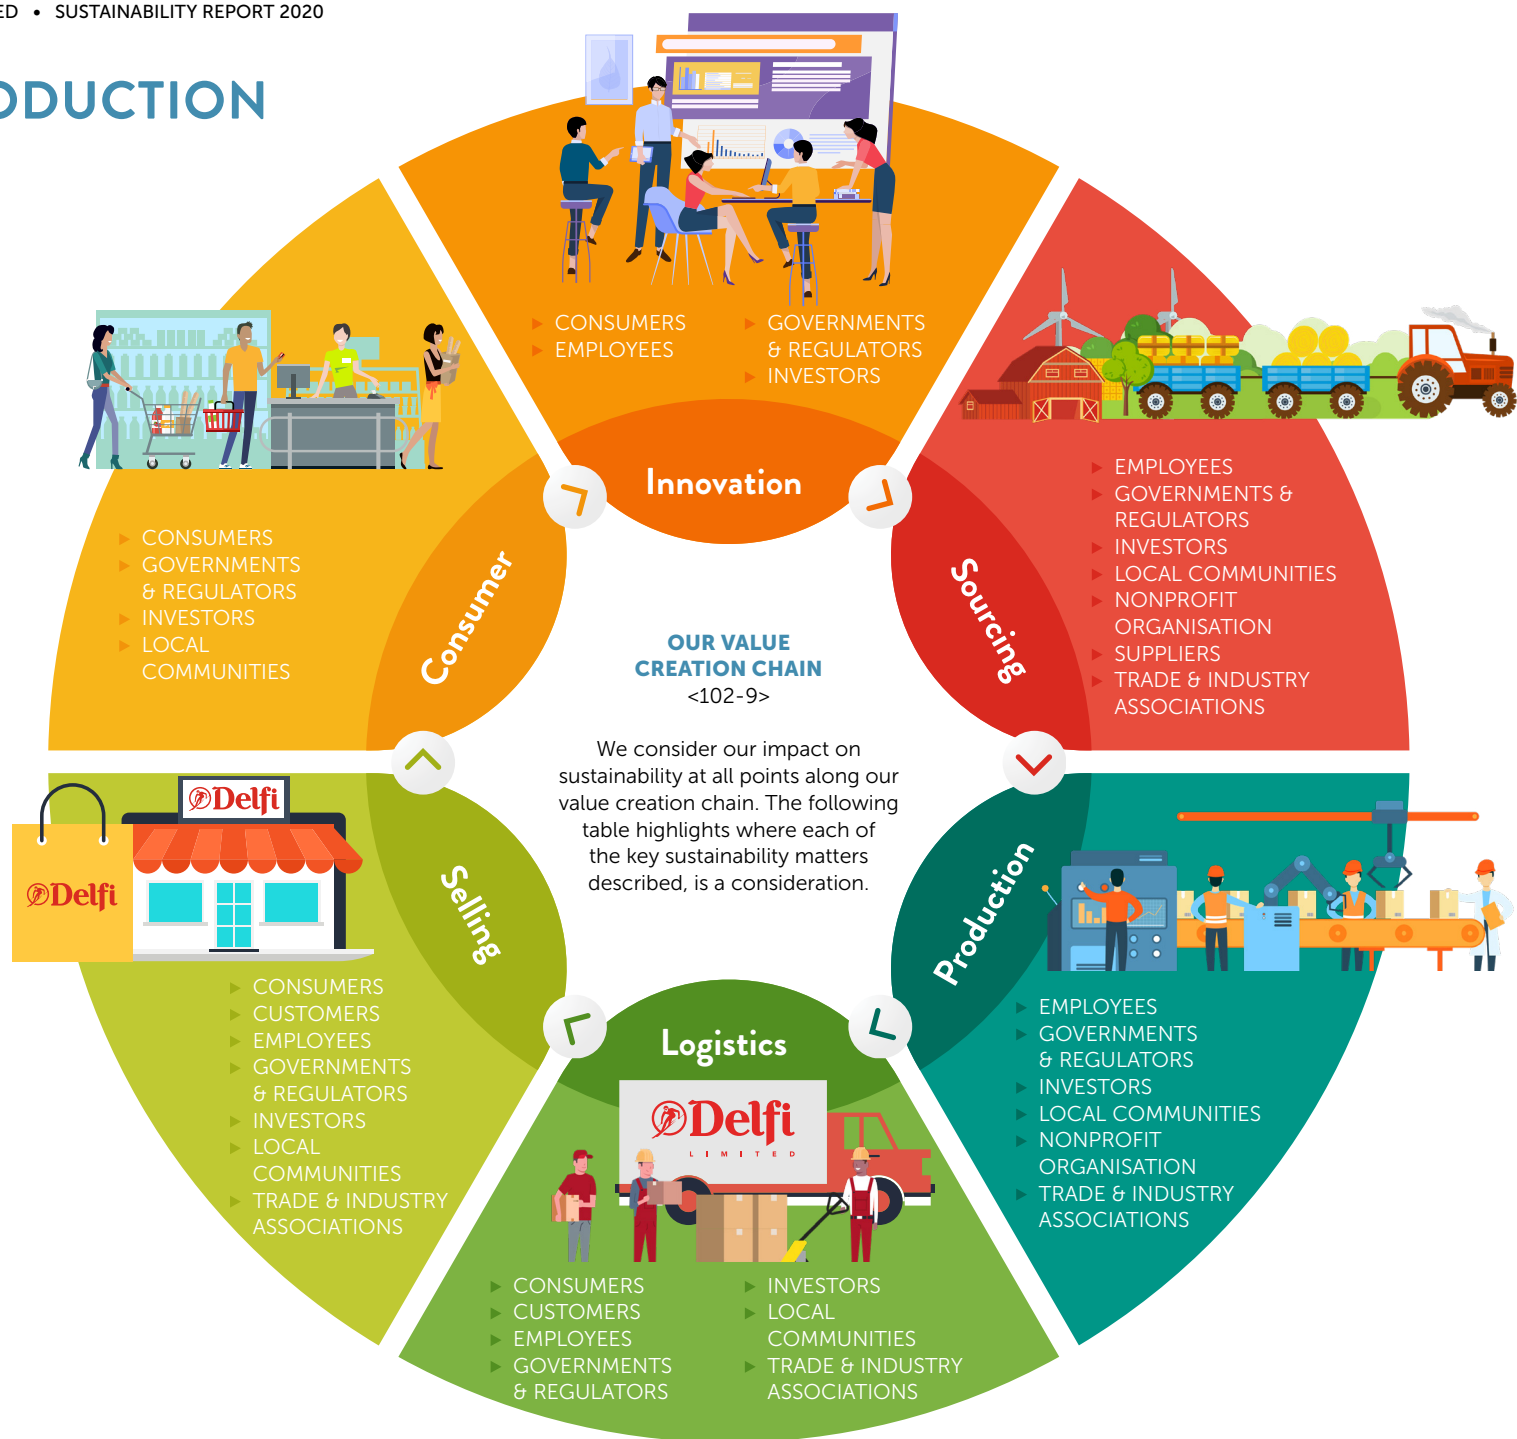 SUSTAINABILITY REPORT 2020
CONSUMERS
EMPLOYEES
GOVERNMENTS
& REGULATORS
INVESTORS
Innovation
EMPLOYEES
GOVERNMENTS &
REGULATORS
INVESTORS
LOCAL COMMUNITIES
NONPROFIT
ORGANISATION
SUPPLIERS
TRADE & INDUSTRY
ASSOCIATIONS
Sourcing
CONSUMERS
GOVERNMENTS
& REGULATORS
INVESTORS
LOCAL
COMMUNITIES
Consumer
OUR VALUE
CREATION CHAIN
<102-9>
We consider our impact on
sustainability at all points along our
value creation chain. The following
table highlights where each of
the key sustainability matters
described, is a consideration.
Delfi
Delfi
Selling
CONSUMERS
CUSTOMERS
EMPLOYEES
GOVERNMENTS
& REGULATORS
INVESTORS
LOCAL
COMMUNITIES
TRADE & INDUSTRY
ASSOCIATIONS
Production
EMPLOYEES
GOVERNMENTS
& REGULATORS
INVESTORS
LOCAL COMMUNITIES
NONPROFIT
ORGANISATION
TRADE & INDUSTRY
ASSOCIATIONS
Logistics
Delfi
LIMITED
CONSUMERS
CUSTOMERS
EMPLOYEES
GOVERNMENTS
& REGULATORS
INVESTORS
LOCAL
COMMUNITIES
TRADE & INDUSTRY
ASSOCIATIONS